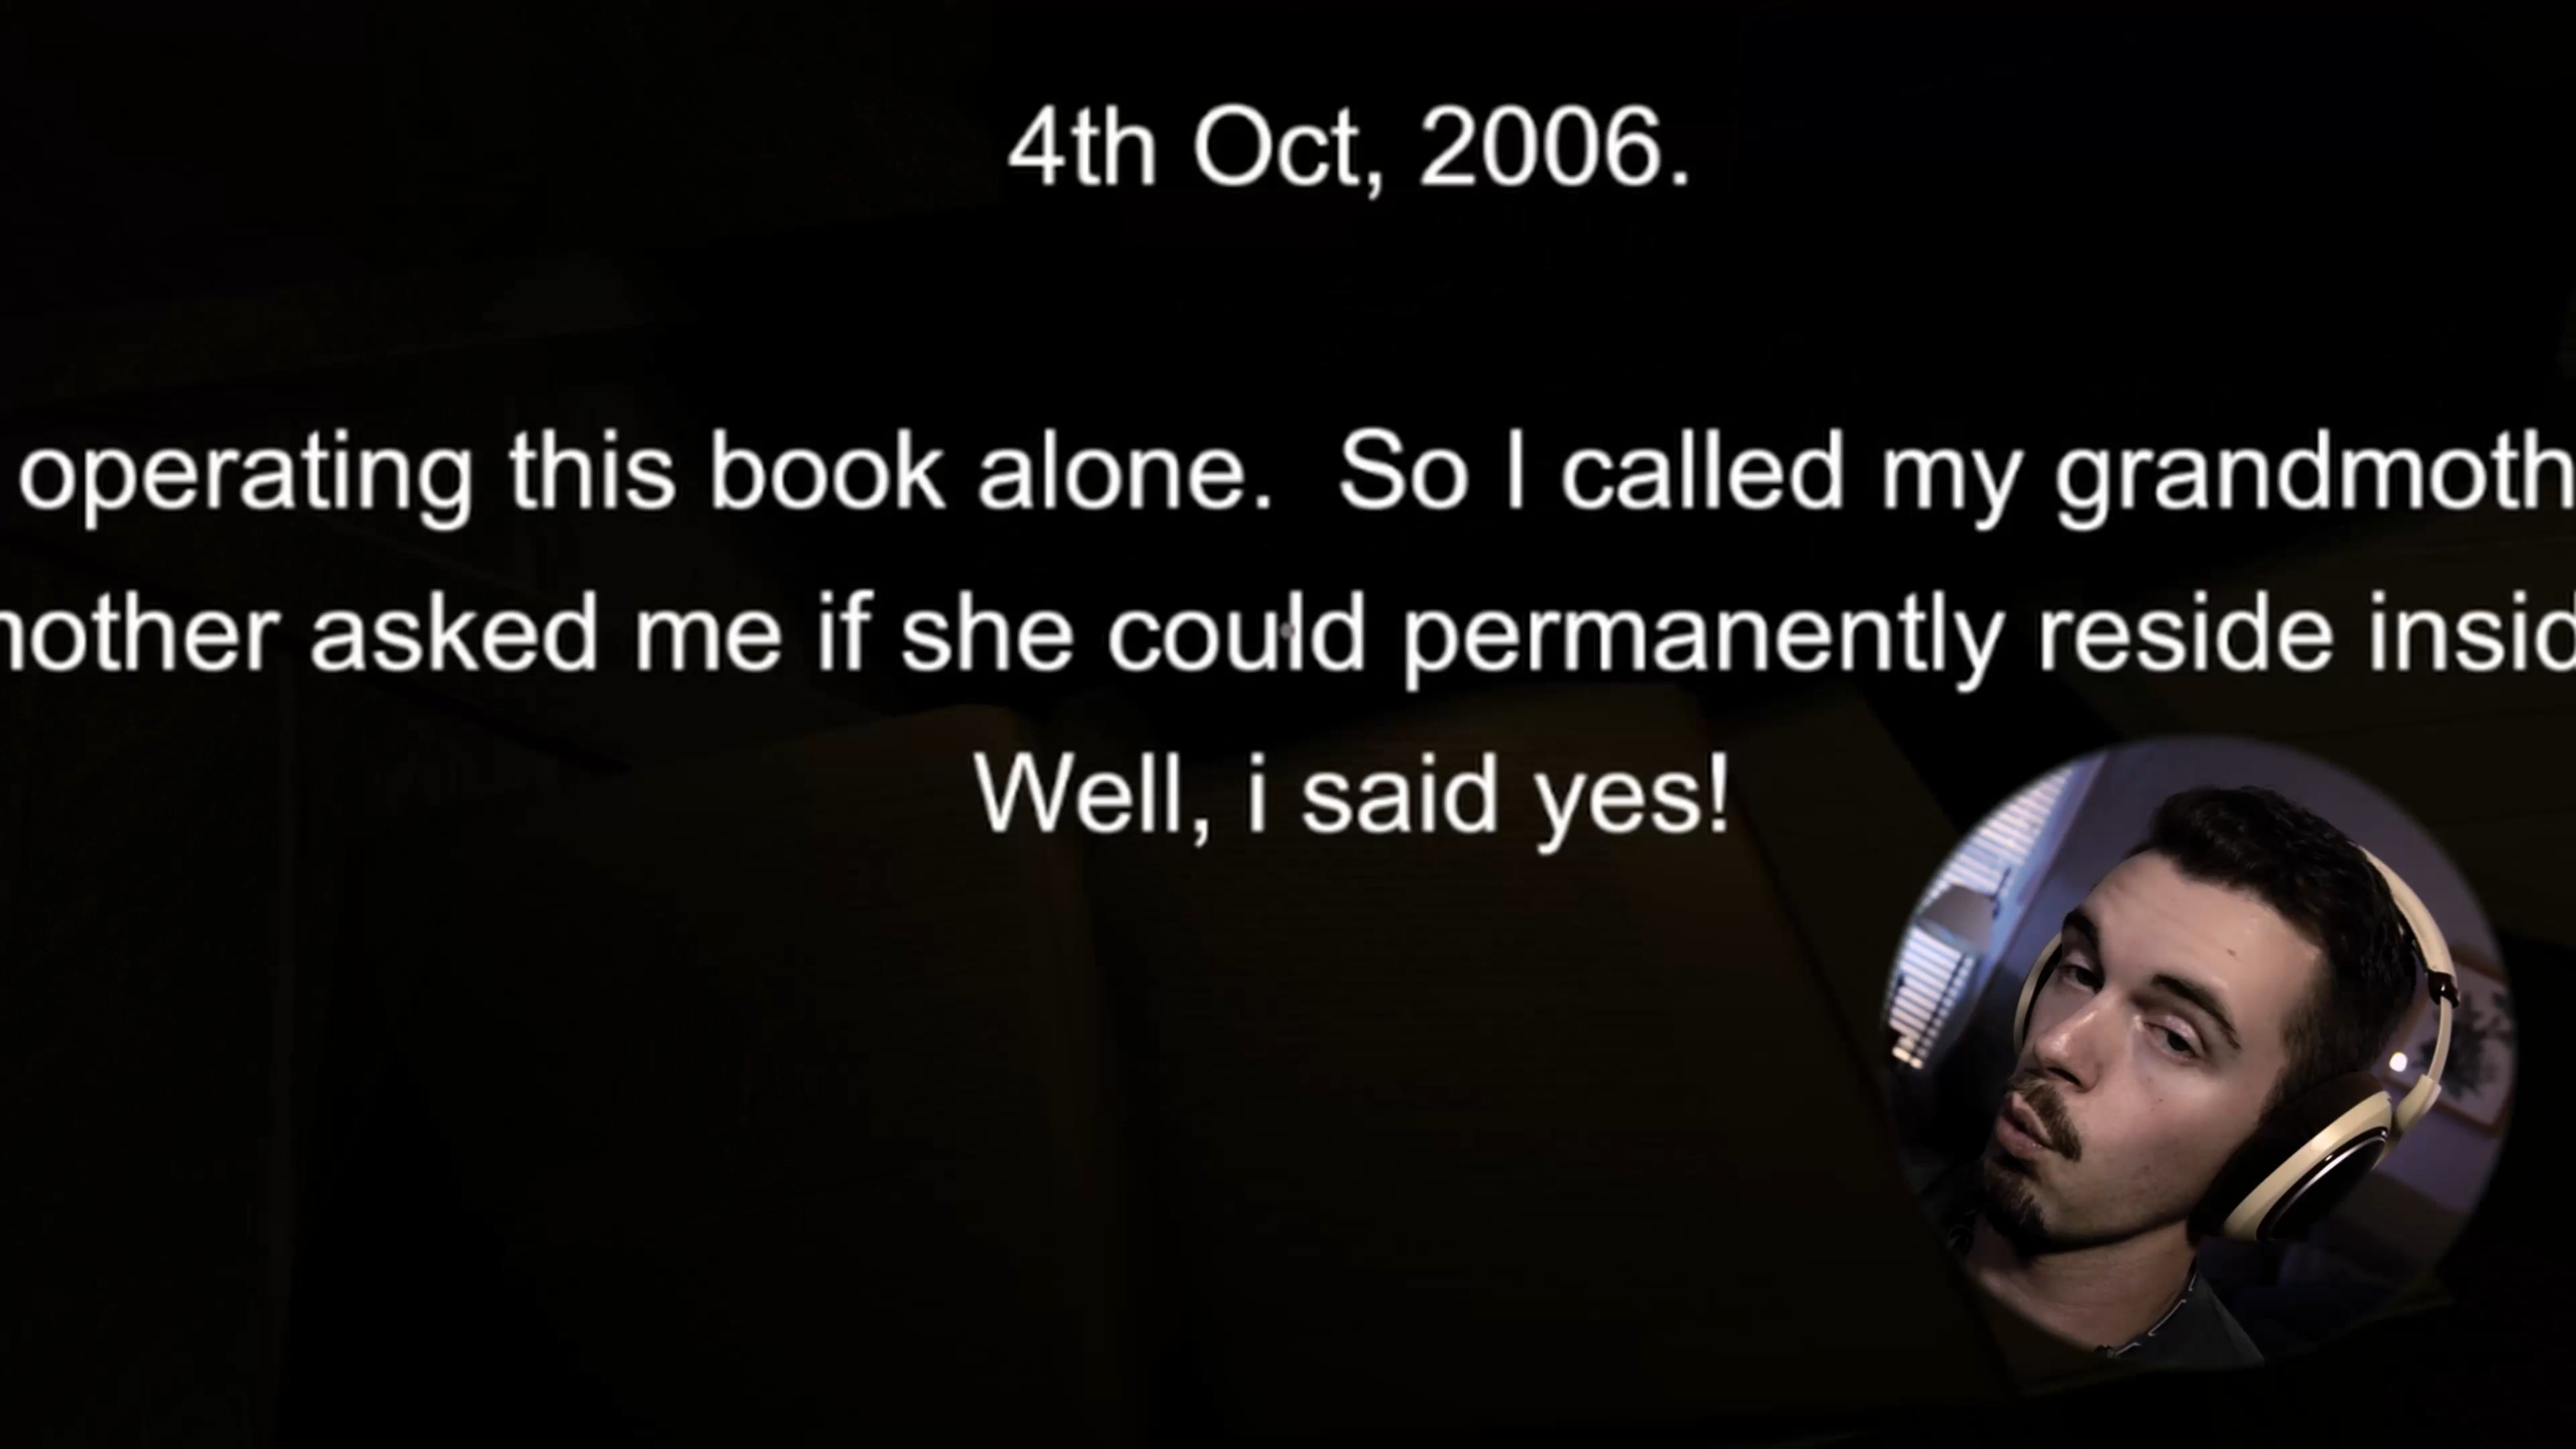 4th Oct, 2006.
operating this book alone.  So I called my grandmoth
nother asked me if she could permanently reside insid
Well, i said yes!